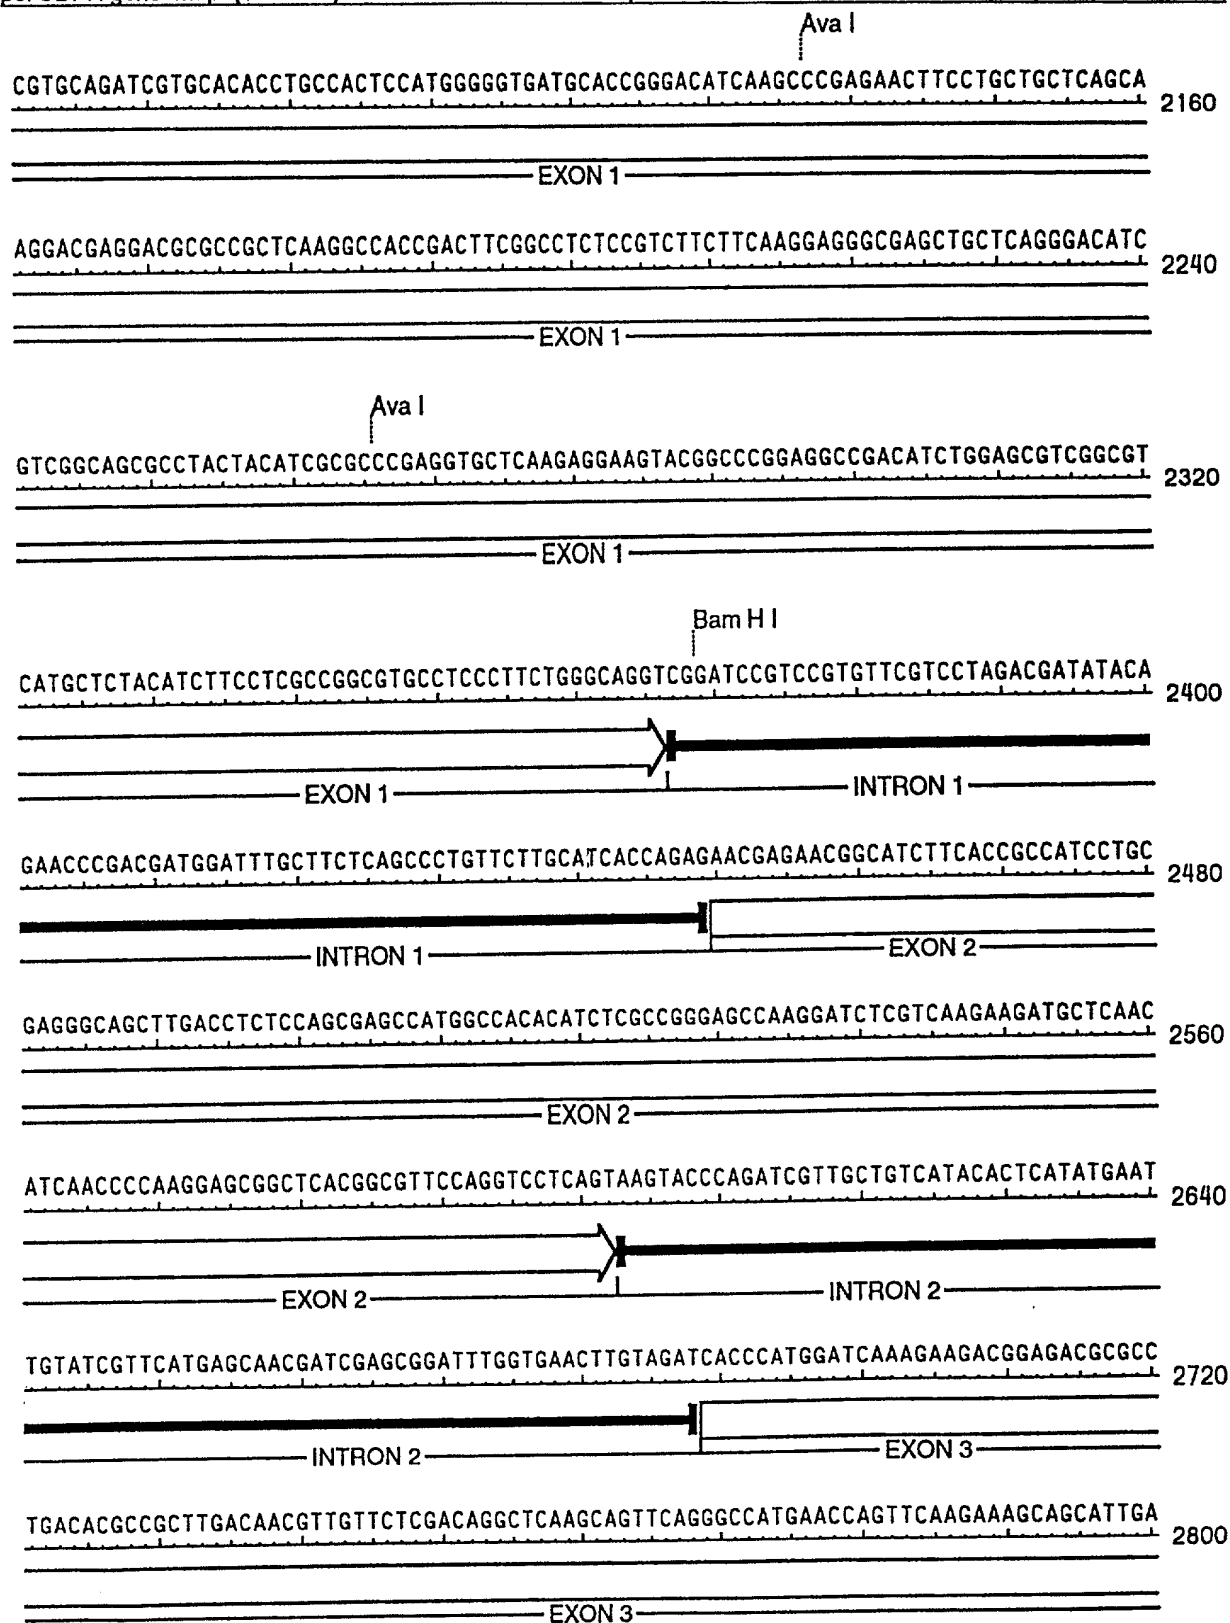 Ava I
CGTGCAGATCGTGCACACCTGCCACTCCATGGGGGTGATGCACCGGGACATCAAGCCCGAGAACTTCCTGCTGCTCAGCA
2160
EXON 1
AGGACGAGGACGCGCCGCTCAAGGCCACCGACTTCGGCCTCTCCGTCTTCTTCAAGGAGGGCGAGCTGCTCAGGGACATC
2240
EXON 1
Ava I
GTCGGCAGCGCCTACTACATCGCGCCCGAGGTGCTCAAGAGGAAGTACGGCCCGGAGGCCGACATCTGGAGCGTCGGCGT
2320
EXON 1
Bam H I
CATGCTCTACATCTTCCTCGCCGGCGTGCCTCCCTTCTGGGCAGGTCGGATCCGTCCGTGTTCGTCCTAGACGATATACA
2400
EXON 1 INTRON 1
GAACCCGACGATGGATTTGCTTCTCAGCCCTGTTCTTGCATCACCAGAGAACGAGAACGGCATCTTCACCGCCATCCTGC
2480
INTRON 1 EXON 2
GAGGGCAGCTTGACCTCTCCAGCGAGCCATGGCCACACATCTCGCCGGGAGCCAAGGATCTCGTCAAGAAGATGCTCAAC
2560
EXON 2
ATCAACCCCAAGGAGCGGCTCACGGCGTTCCAGGTCCTCAGTAAGTACCCAGATCGTTGCTGTCATACACTCATATGAAT
2640
EXON 2 INTRON 2
TGTATCGTTCATGAGCAACGATCGAGCGGATTTGGTGAACTTGTAGATCACCCATGGATCAAAGAAGACGGAGACGCGCC
2720
INTRON 2 EXON 3
TGACACGCCGCTTGACAACGTTGTTCTCGACAGGCTCAAGCAGTTCAGGGCCATGAACCAGTTCAAGAAAGCAGCATTGA
2800
EXON 3